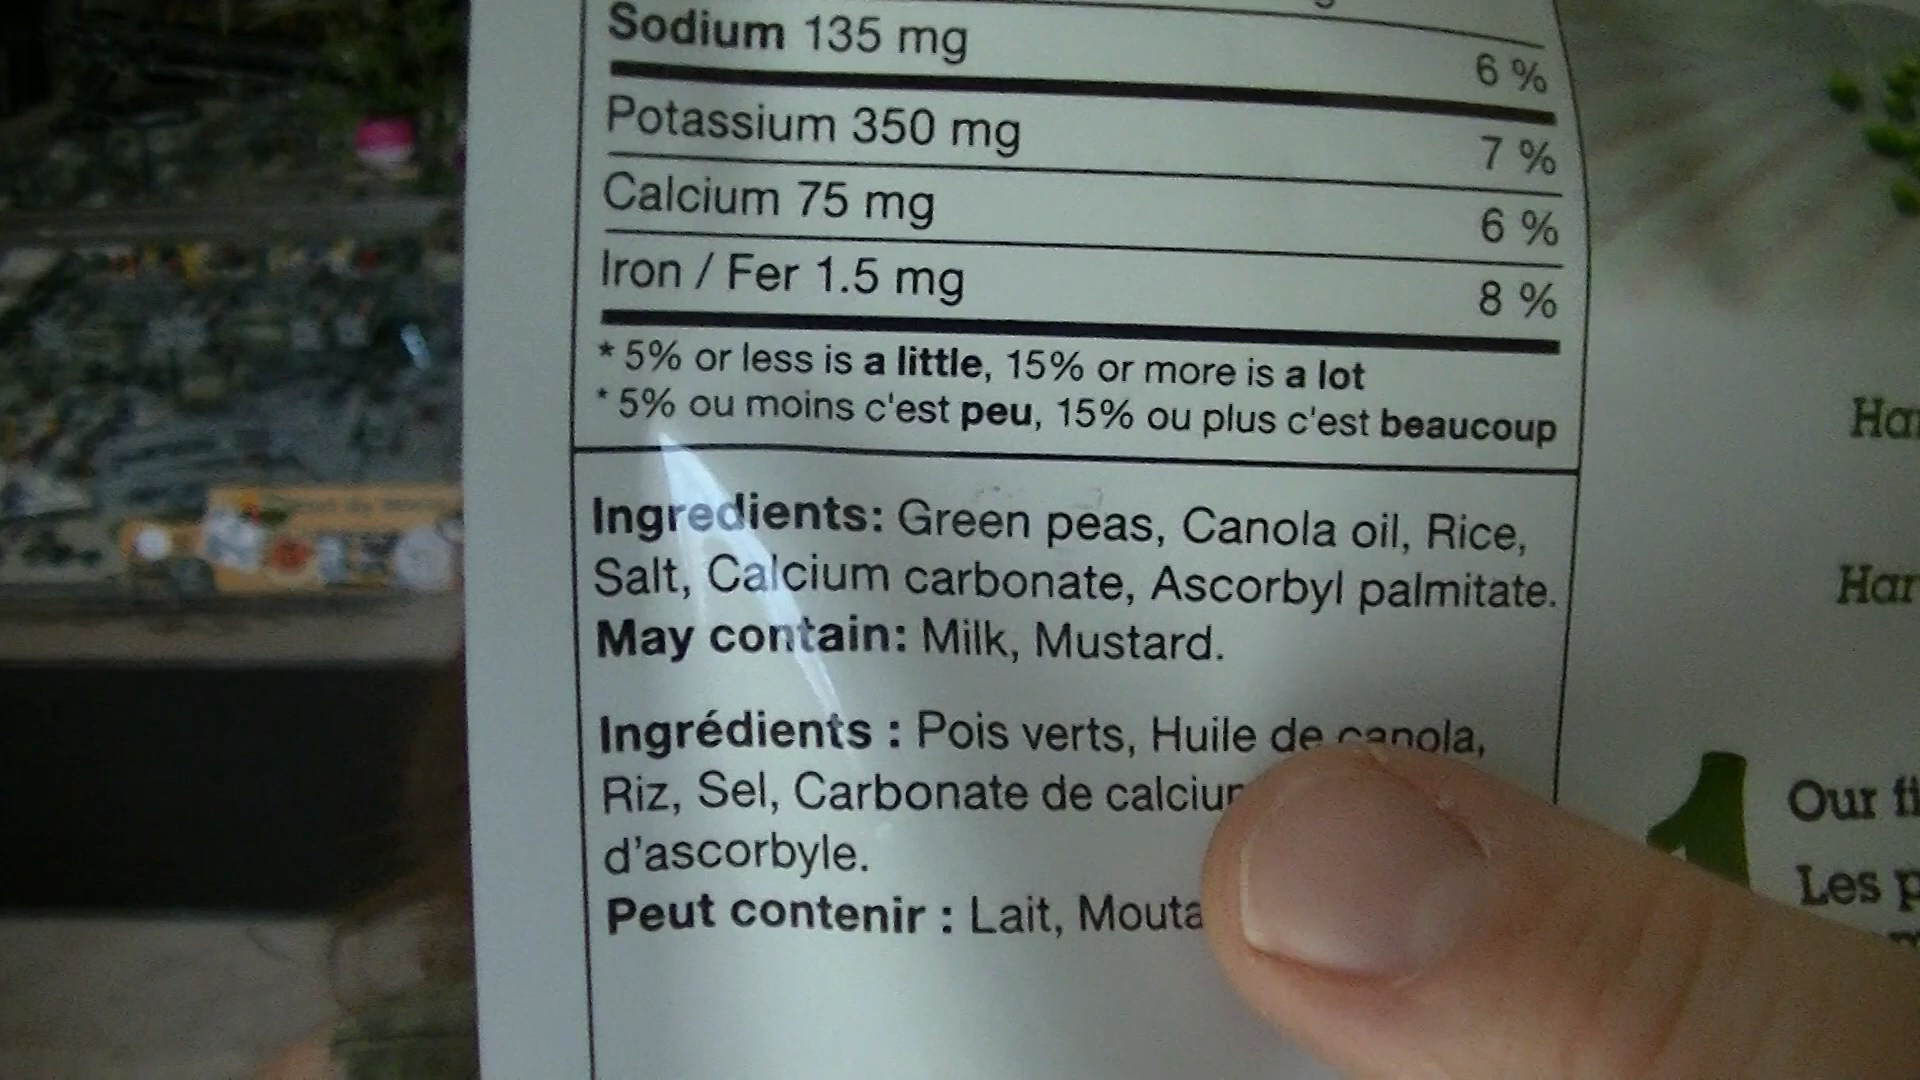 Sodium 135 mg 6 %
Potassium 350 mg 7 %
Calcium 75 mg 6 %
Iron / Fer 1.5 mg 8 %
* 5% or less is a little, 15% or more is a lot
* 5% ou moins c'est peu, 15% ou plus c'est beaucoup
Ingredients: Green peas, Canola oil, Rice,
Salt, Calcium carbonate, Ascorbyl palmitate.
May contain: Milk, Mustard.
Ingrédients : Pois verts, Huile de canola,
Riz, Sel, Carbonate de
d'ascorbyle.
Peut contenir : Lait,
Our
Les